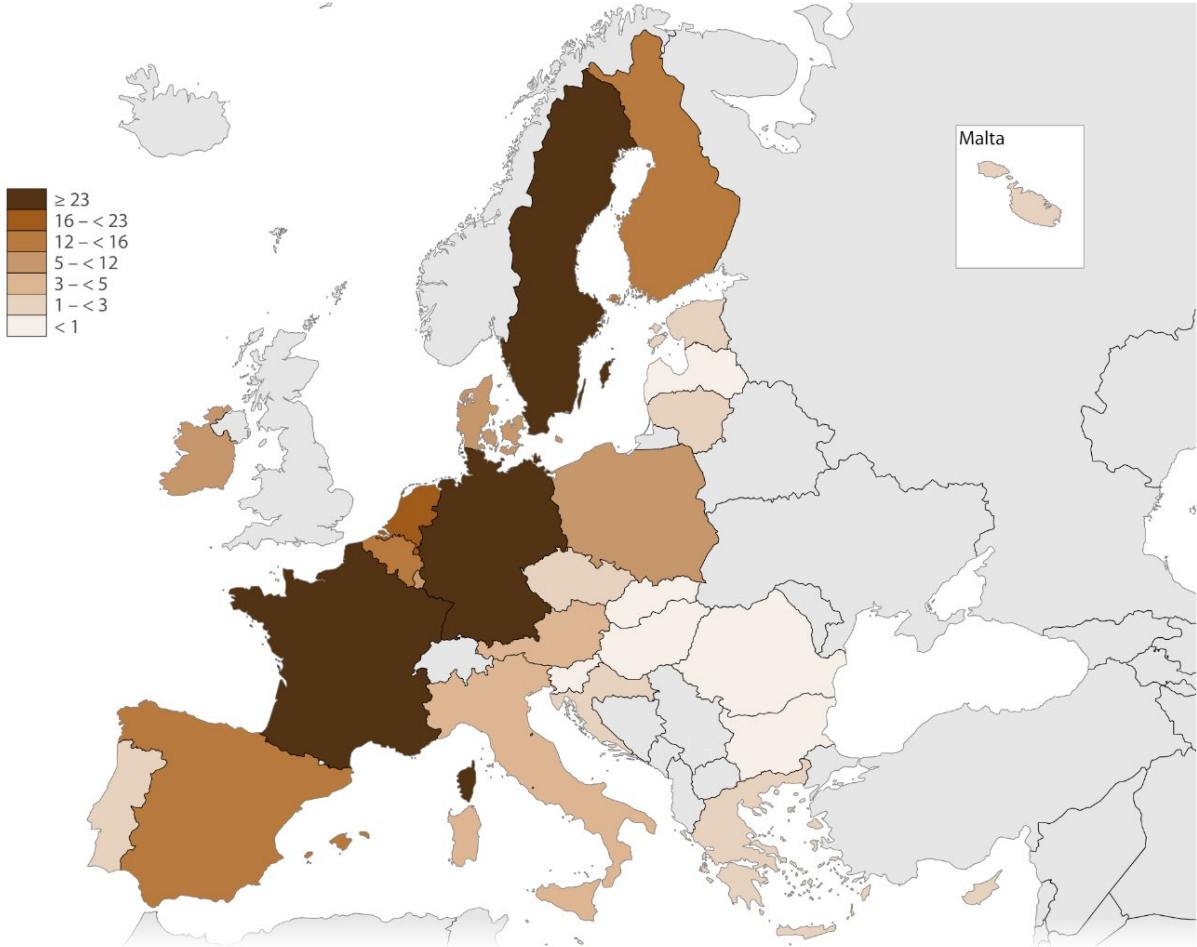 Malta
≥ 23
16 – < 23
12 – < 16
5 – < 12
3 – < 5
1 – < 3
< 1